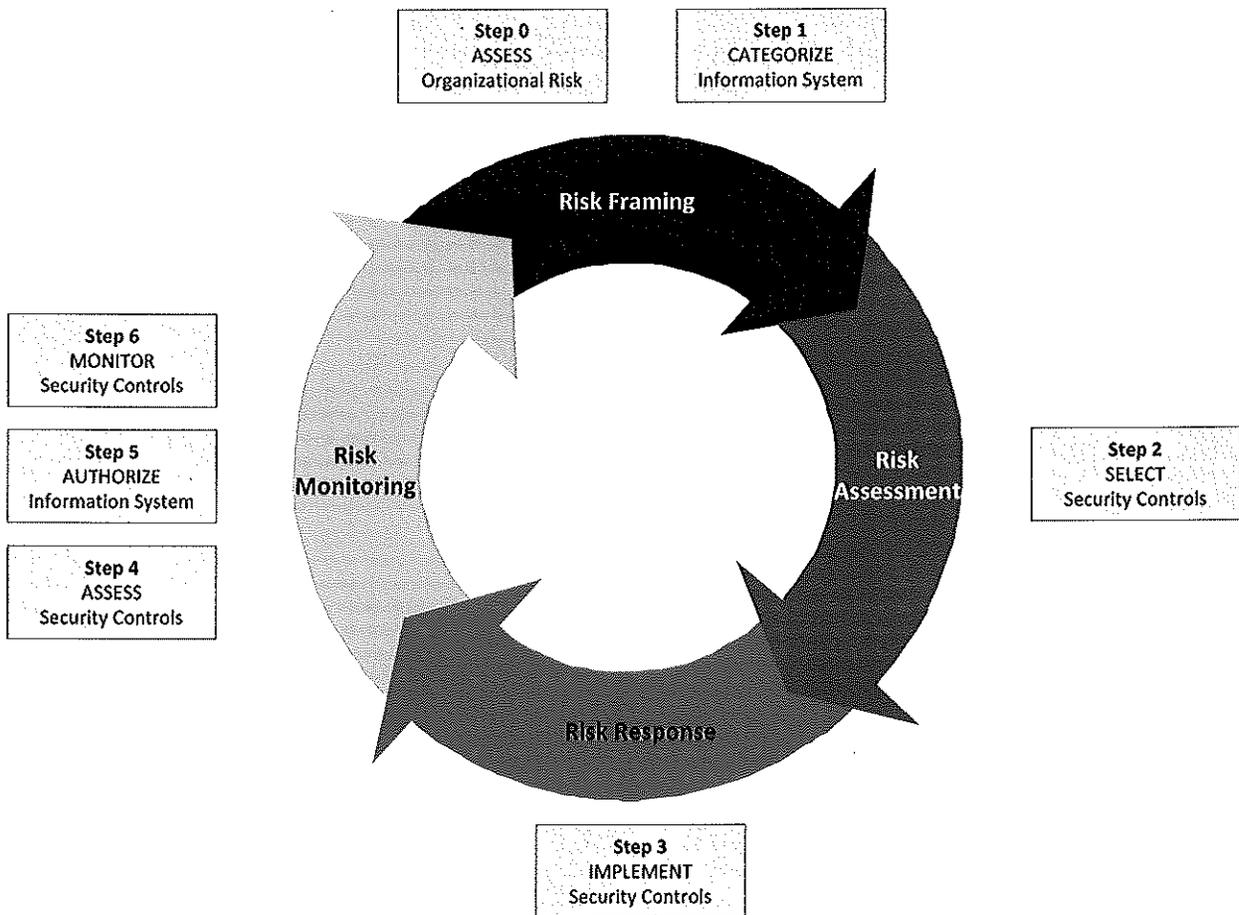 Step 0
ASSESS
Organizational Risk
Step 1
CATEGORIZE
Information System
Risk Framing
Step 6
MONITOR
Security Controls
Step 5
AUTHORIZE
Information System
Step 4
ASSESS
Security Controls
Risk
Monitoring
Risk
Assessment
Step 2
SELECT
Security Controls
Risk Response
Step 3
IMPLEMENT
Security Controls